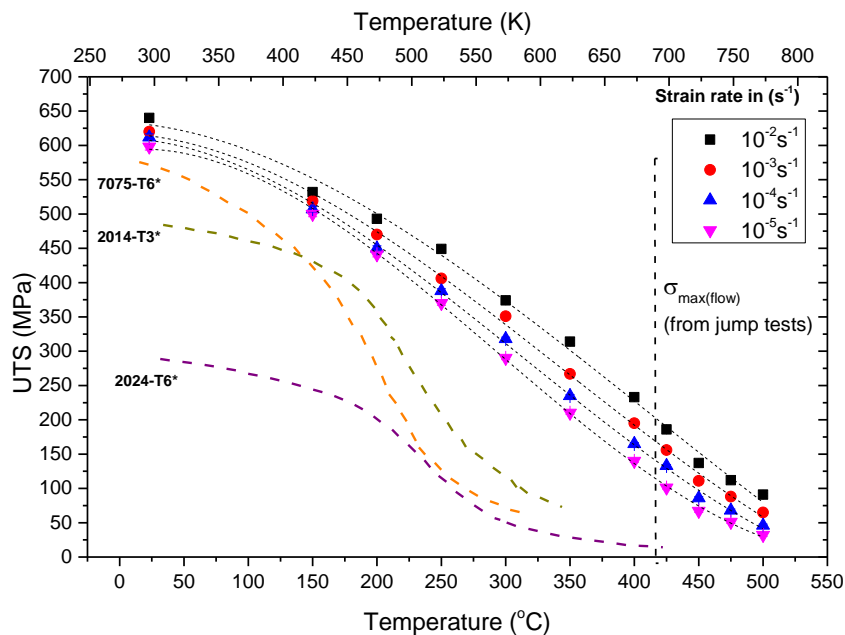 Temperature (K)
250 300 350 400 450 500 550 600 650 700 750 800
700
650
600
550
500
450
400
350
300
250
200
150
100
50
0
UTS (MPa)
Strain rate in (s-1)
10-2s-1
10-3s-1
10-4s-1
10-5s-1
7075-T6*
2014-T3*
2024-T6*
σmax(flow)
(from jump tests)
0 50 100 150 200 250 300 350 400 450 500 550
Temperature (oC)